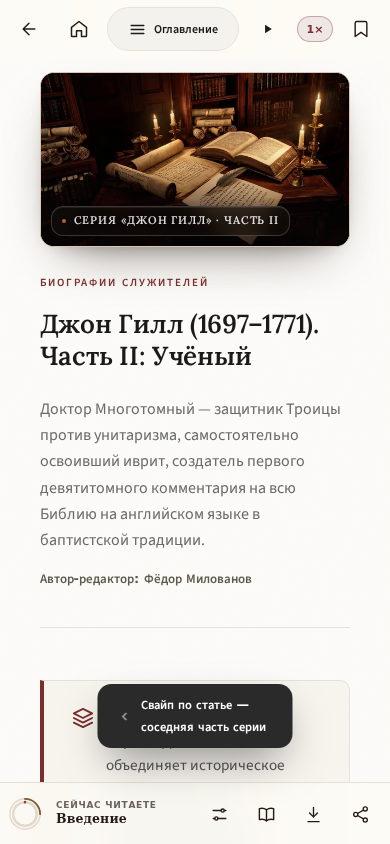 Оглавление
1×
СЕРИЯ «ДЖОН ГИЛЛ» · ЧАСТЬ II
БИОГРАФИИ СЛУЖИТЕЛЕЙ
Джон Гилл (1697–1771).
Часть II: Учёный
Доктор Многотомный — защитник Троицы
против унитаризма, самостоятельно
освоивший иврит, создатель первого
девятитомного комментария на всю
Библию на английском языке в
баптистской традиции.
Автор-редактор: Фёдор Милованов
Свайп по статье —
соседняя часть серии
объединяет историческое
СЕЙЧАС ЧИТАЕТЕ
Введение